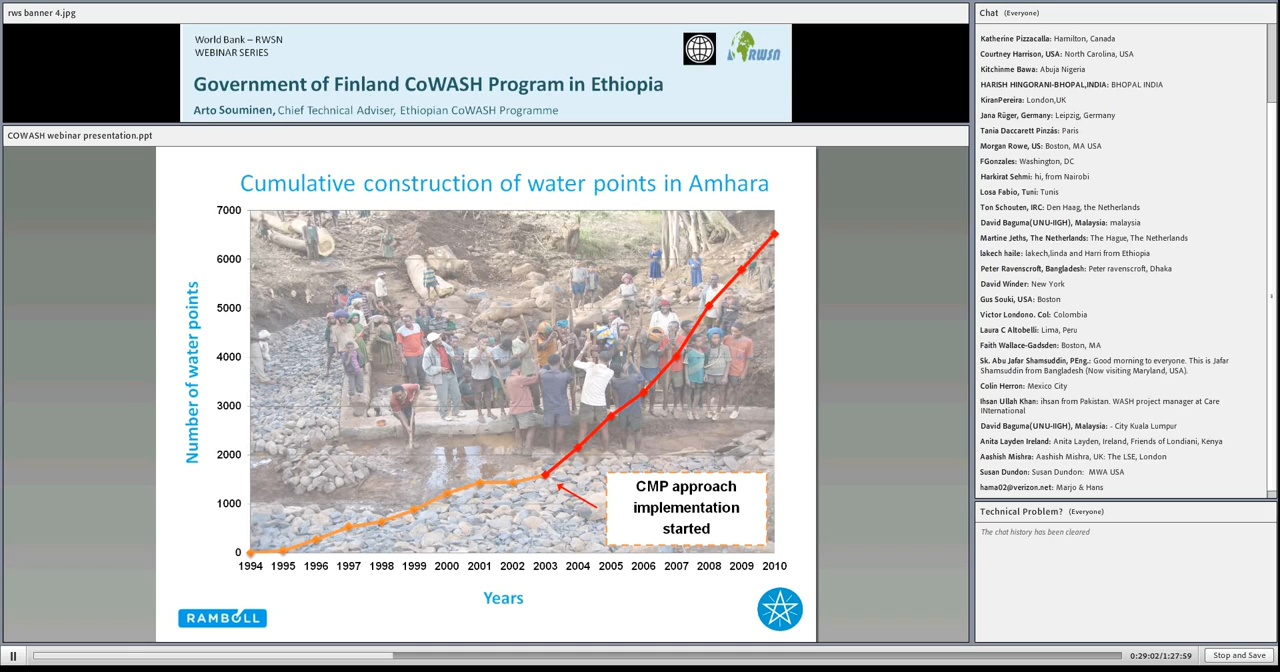 rws banner 4.jpg
World Bank – RWSN
WEBINAR SERIES
RWSN
Government of Finland CoWASH Program in Ethiopia
Arto Souminen, Chief Technical Adviser, Ethiopian CoWASH Programme
COWASH webinar presentation.ppt
Cumulative construction of water points in Amhara
Number of water points
7000
6000
5000
4000
3000
2000
1000
0
CMP approach
implementation
started
1994 1995 1996 1997 1998 1999 2000 2001 2002 2003 2004 2005 2006 2007 2008 2009 2010
Years
RAMBOLL
Chat (Everyone)
Katherine Pizzacalla: Hamilton, Canada
Courtney Harrison, USA: North Carolina, USA
Kitchinme Bawa: Abuja Nigeria
HARISH HINGORANI-BHOPAL,INDIA: BHOPAL INDIA
KiranPereira: London,UK
Jana Rüger, Germany: Leipzig, Germany
Tania Daccarett Pinzás: Paris
Morgan Rowe, US: Boston, MA USA
FGonzales: Washington, DC
Harkirat Sehmi: hi, from Nairobi
Losa Fabio, Tuni: Tunis
Ton Schouten, IRC: Den Haag, the Netherlands
David Baguma(UNU-IIGH), Malaysia: malaysia
Martine Jeths, The Netherlands: The Hague, The Netherlands
lakech haile: lakech,linda and Harri from Ethiopia
Peter Ravenscroft, Bangladesh: Peter ravenscroft, Dhaka
David Winder: New York
Gus Souki, USA: Boston
Victor Londono. Col: Colombia
Laura C Altobelli: Lima, Peru
Faith Wallace-Gadsden: Boston, MA
Sk. Abu Jafar Shamsuddin, PEng.: Good morning to everyone. This is Jafar
Shamsuddin from Bangladesh (Now visiting Maryland, USA).
Colin Herron: Mexico City
Ihsan Ullah Khan: ihsan from Pakistan. WASH project manager at Care
INternational
David Baguma(UNU-IIGH), Malaysia: - City Kuala Lumpur
Anita Layden Ireland: Anita Layden, Ireland, Friends of Londiani, Kenya
Aashish Mishra: Aashish Mishra, UK: The LSE, London
Susan Dundon: Susan Dundon: MWA USA
hama02@verizon.net: Marjo & Hans
Technical Problem? (Everyone)
The chat history has been cleared
0:29:02/1:27:59
Stop and Save